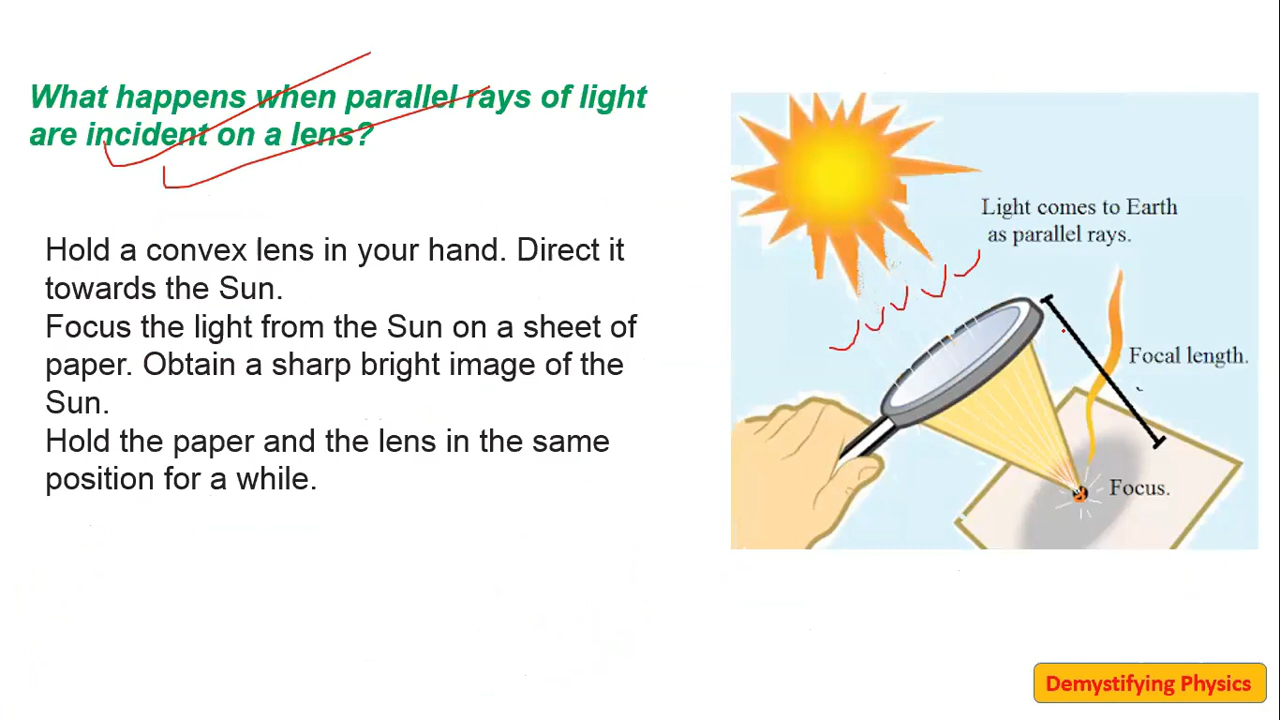 What happens when parallel rays of light
are incident on a lens?
Hold a convex lens in your hand. Direct it
towards the Sun.
Focus the light from the Sun on a sheet of
paper. Obtain a sharp bright image of the
Sun.
Hold the paper and the lens in the same
position for a while.
Light comes to Earth
as parallel rays.
Focal length.
Focus.
Demystifying Physics